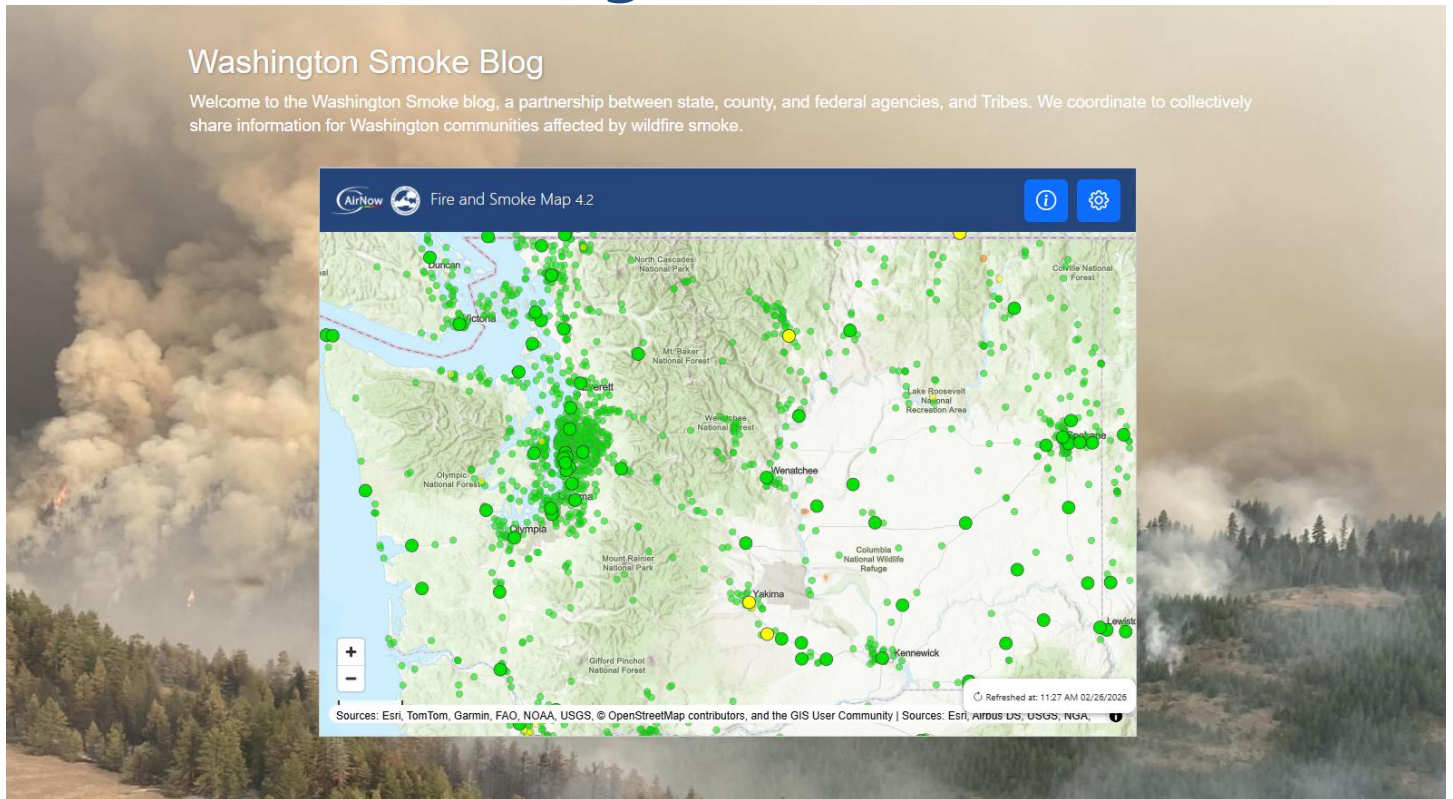 Washington Smoke Blog
Welcome to the Washington Smoke blog, a partnership between state, county, and federal agencies, and Tribes. We coordinate to collectively
share information for Washington communities affected by wildfire smoke.
AirNow
Fire and Smoke Map 4.2
North Cascades
National Park
Duncan
Colville National
Forest
Victoria
Mt. Baker
National Forest
Everett
Lake Roosevelt
National
Recreation Area
Wenatchee
National Forest
Spokane
Olympic
National Forest
Wenatchee
Olympia
Columbia
National Wildlife
Refuge
Mount Rainier
National Park
Yakima
Kennewick
Gifford Pinchot
National Forest
+
−
Refreshed at: 11:27 AM 02/26/2026
Sources: Esri, TomTom, Garmin, FAO, NOAA, USGS, © OpenStreetMap contributors, and the GIS User Community | Sources: Esri, Airbus DS, USGS, NGA,